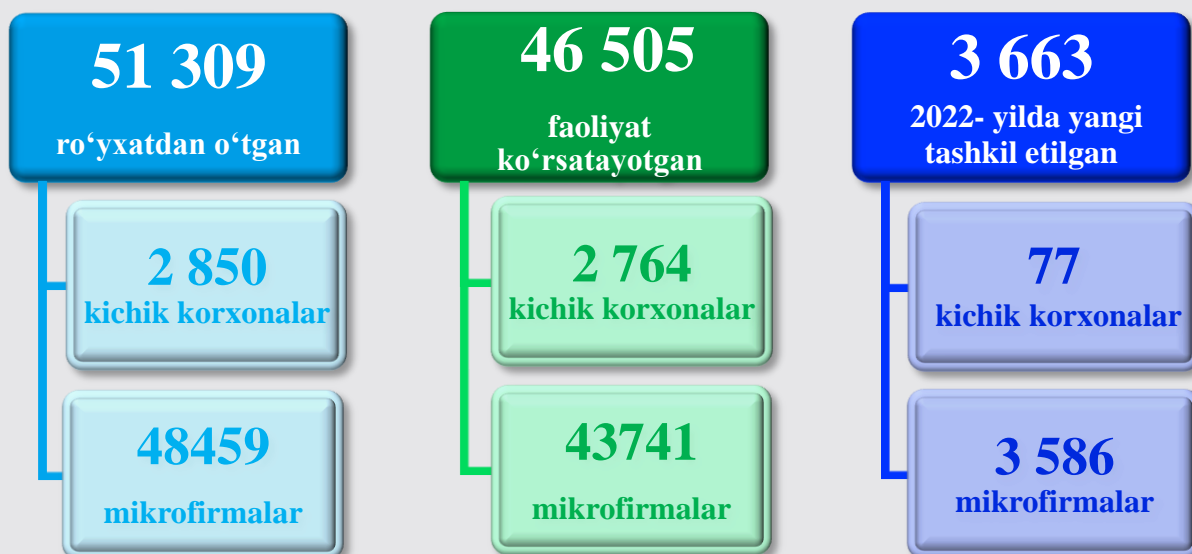 51 309
ro‘yxatdan o‘tgan
2 850
kichik korxonalar
48459
mikrofirmalar
46 505
faoliyat
ko‘rsatayotgan
2 764
kichik korxonalar
43741
mikrofirmalar
3 663
2022- yilda yangi
tashkil etilgan
77
kichik korxonalar
3 586
mikrofirmalar